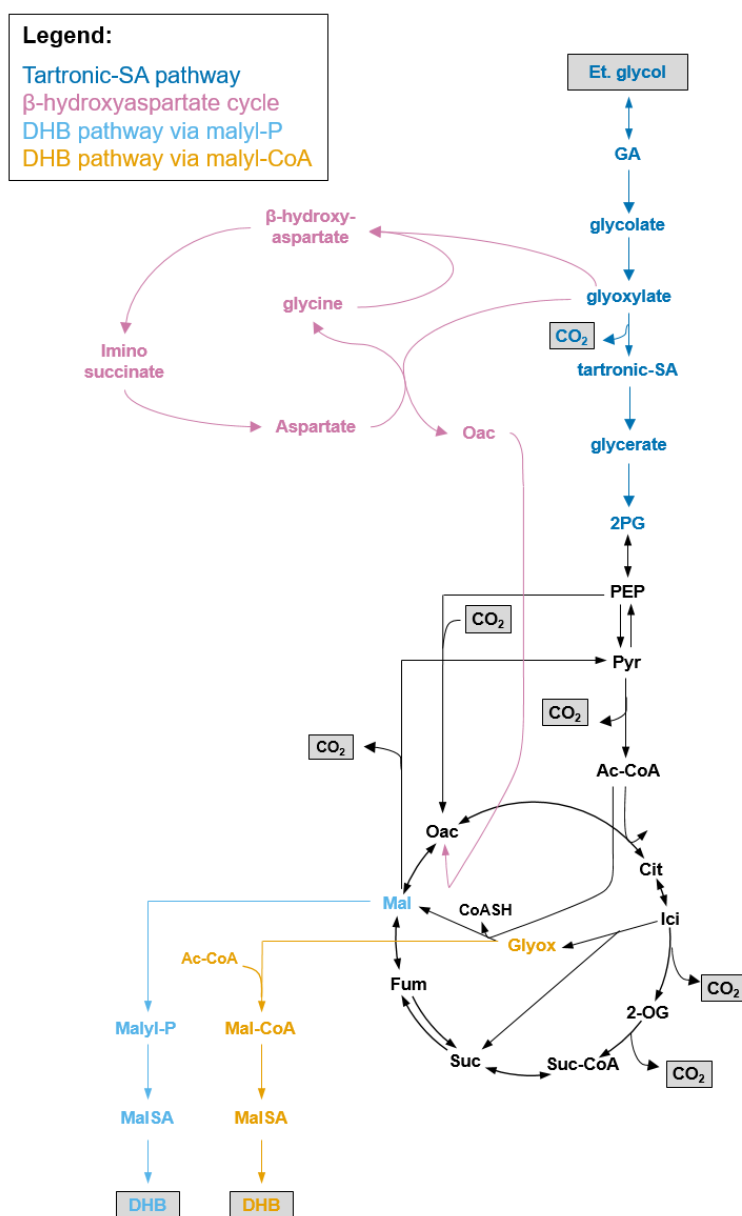 Legend:
Tartronic-SA pathway
β-hydroxyaspartate cycle
DHB pathway via malyl-P
DHB pathway via malyl-CoA
Et. glycol
GA
glycolate
β-hydroxy-
aspartate
glyoxylate
glycine
CO₂
Imino
succinate
tartronic-SA
Aspartate
Oac
glycerate
2PG
PEP
CO₂
Pyr
CO₂
CO₂
Ac-CoA
Oac
Cit
Mal
CoASH
Ici
Glyox
Ac-CoA
Fum
CO₂
2-OG
Malyl-P
Mal-CoA
Suc
Suc-CoA
CO₂
MalSA
MalSA
DHB
DHB